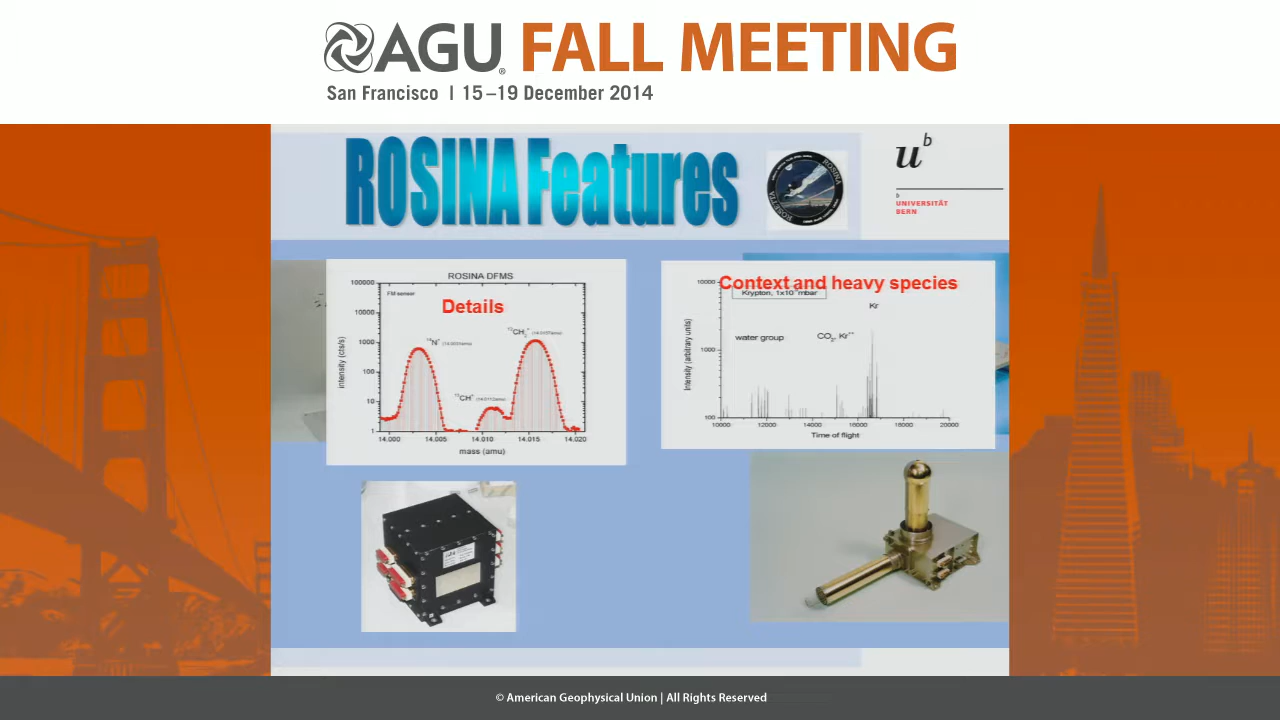 AGU FALL MEETING
San Francisco | 15–19 December 2014
ROSINA Features
ROSINA
ROSETTA
u^b
b
UNIVERSITÄT
BERN
ROSINA DFMS
FM sensor
Details
100000
10000
1000
100
10
1
intensity (cts/s)
14.000 14.005 14.010 14.015 14.020
mass (amu)
Context and heavy species
Kr
water group
CO₂, Kr⁺⁺
10000
1000
100
Intensity (arbitrary units)
10000 12000 14000 16000 18000 20000
Time of flight
© American Geophysical Union | All Rights Reserved